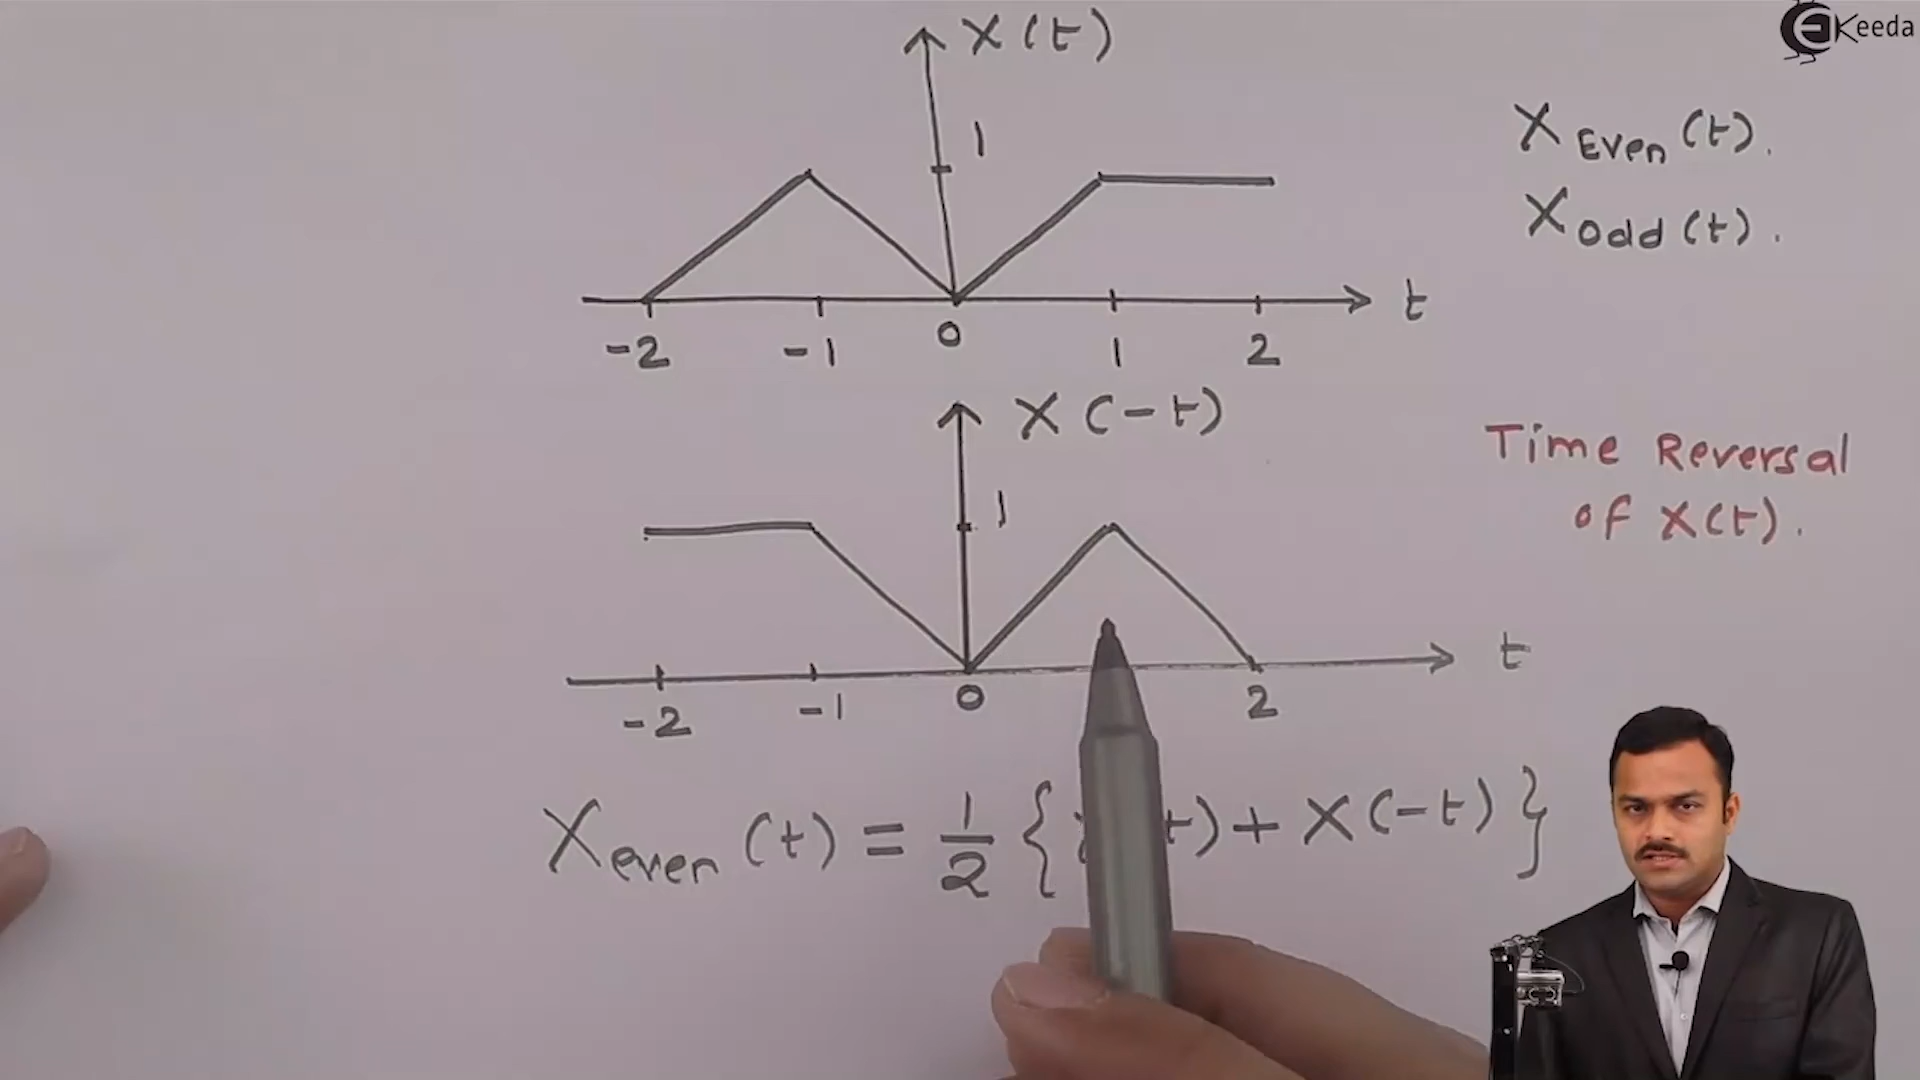 X(t)
Keeda
1
X Even (t).
X Odd (t).
-2 -1 0 1 2 t
X(-t)
Time Reversal
of X(t).
1
-2 -1 0 2 t
Xeven (t) = 1/2 { t) + X(-t) }